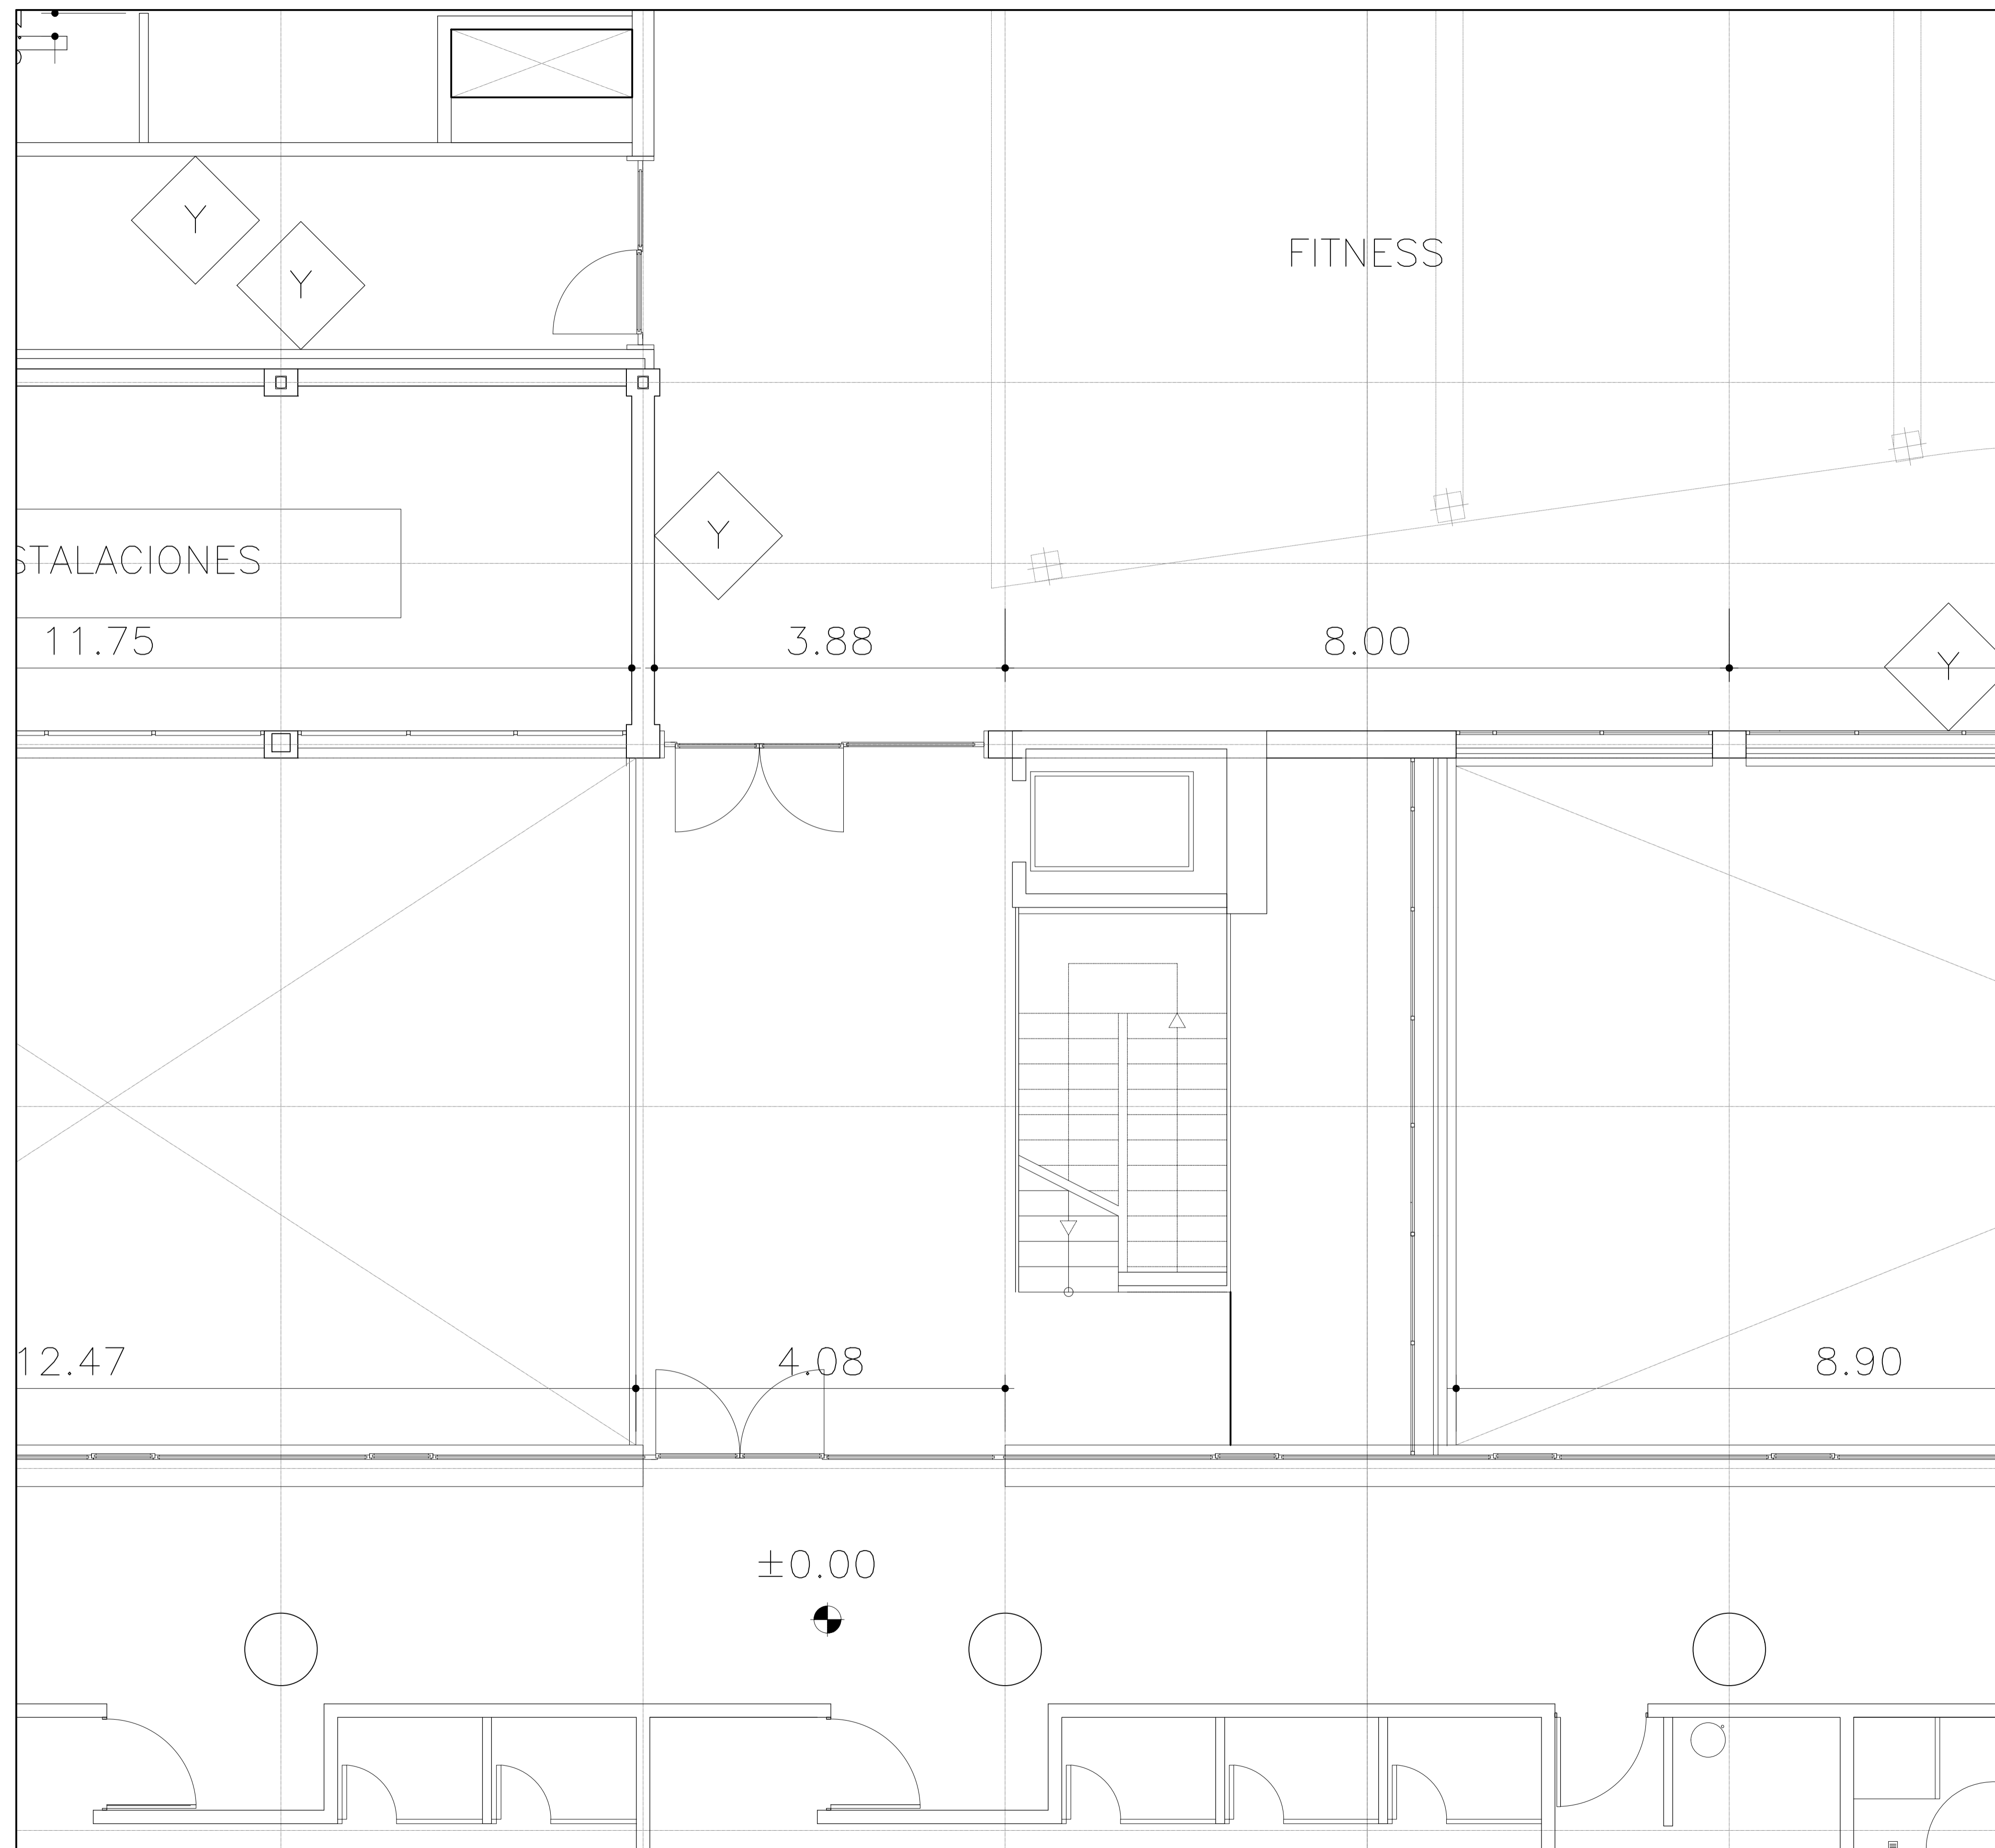 Y
Y
FITNESS
Y
STALACIONES
11.75
3.88
8.00
Y
12.47
4.08
8.90
±0.00